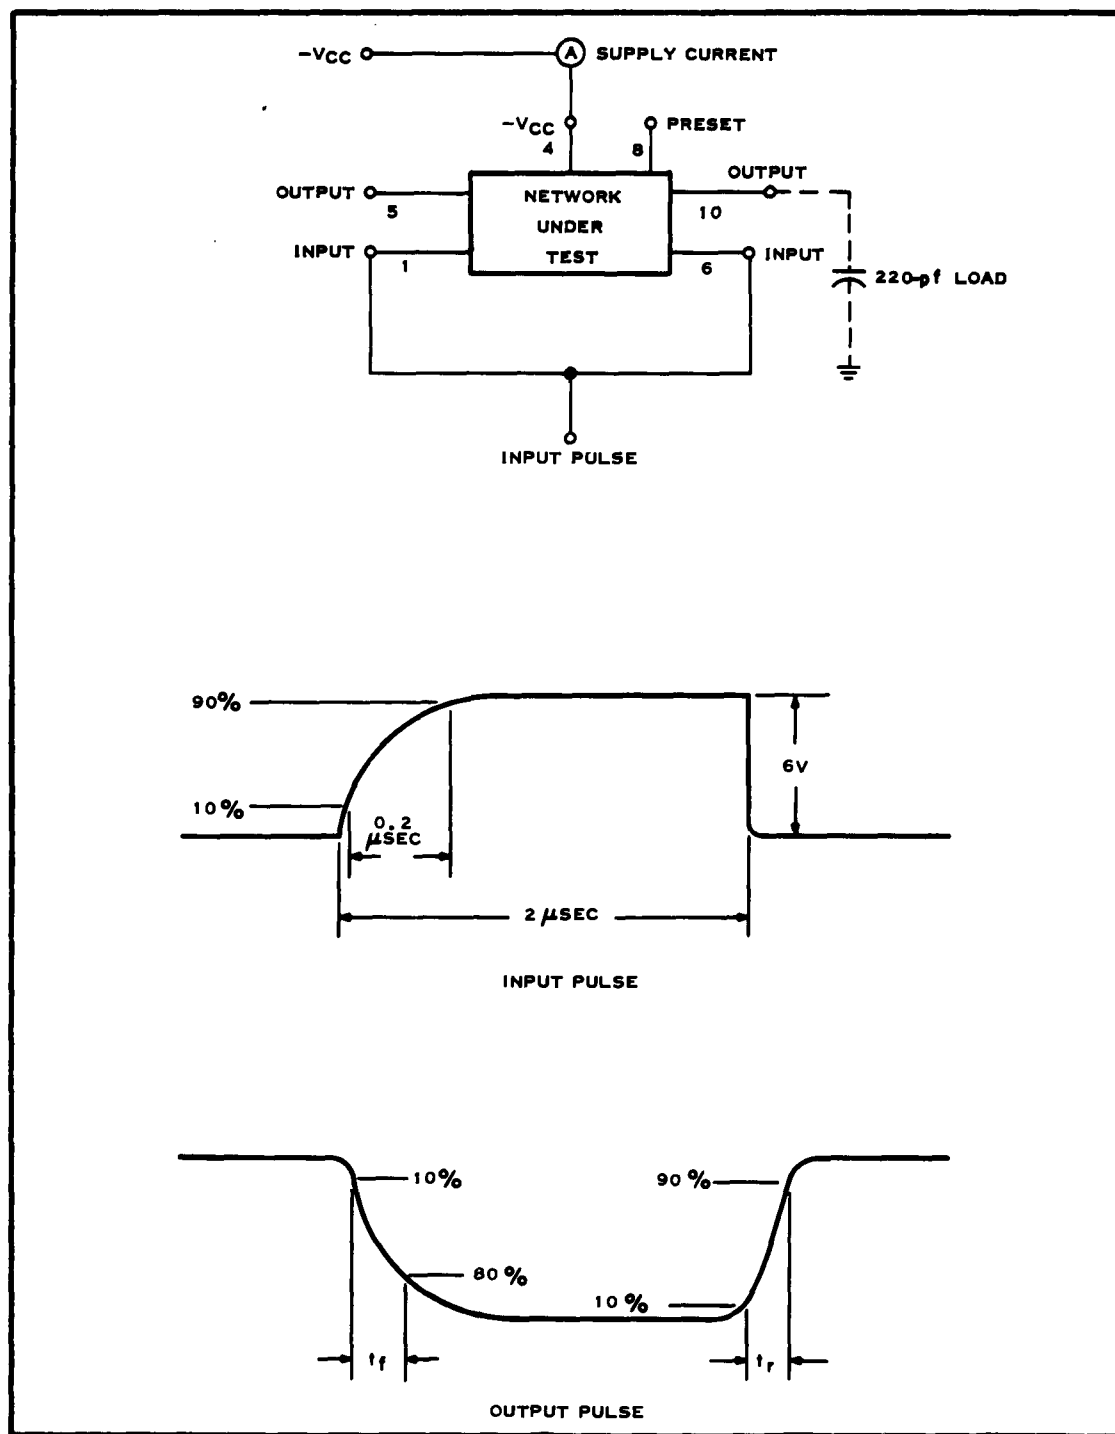 -VCC A SUPPLY CURRENT
-VCC PRESET
4 8
OUTPUT
OUTPUT NETWORK
5 10
UNDER
INPUT TEST INPUT
1 6
220-pf LOAD
INPUT PULSE
90%
6V
10%
0.2
μSEC
2 μSEC
INPUT PULSE
10% 90%
80%
10%
tf tr
OUTPUT PULSE